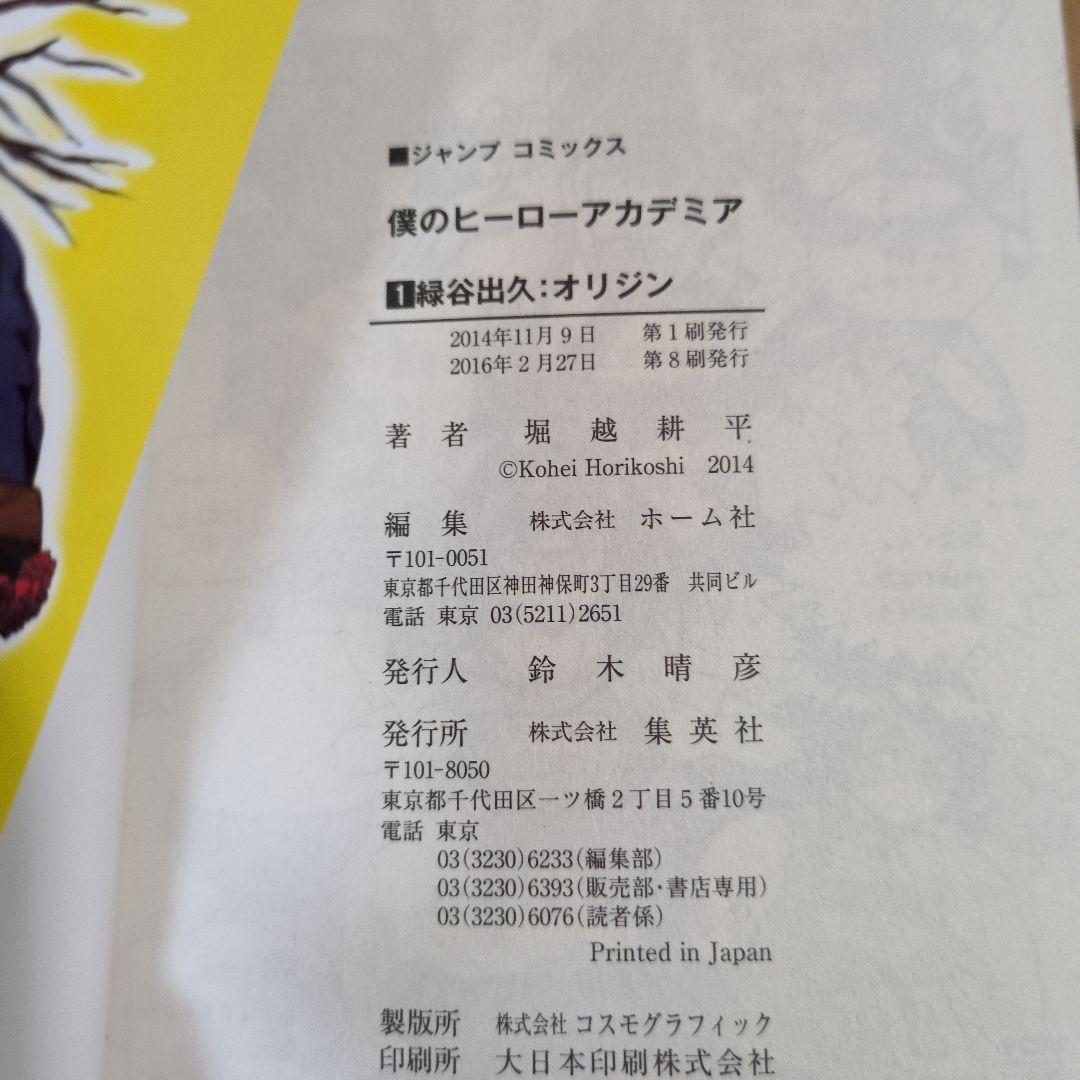 ■ジャンプ コミックス
僕のヒーローアカデミア
1緑谷出久:オリジン
2014年11月9日 第1刷発行
2016年2月27日 第8刷発行
著者 堀越耕平
©Kohei Horikoshi 2014
編集 株式会社 ホーム社
〒101-0051
東京都千代田区神田神保町3丁目29番 共同ビル
電話 東京 03(5211)2651
発行人 鈴木晴彦
発行所 株式会社 集英社
〒101-8050
東京都千代田区一ツ橋2丁目5番10号
電話 東京
03(3230)6233(編集部)
03(3230)6393(販売部・書店専用)
03(3230)6076(読者係)
Printed in Japan
製版所 株式会社 コスモグラフィック
印刷所 大日本印刷株式会社